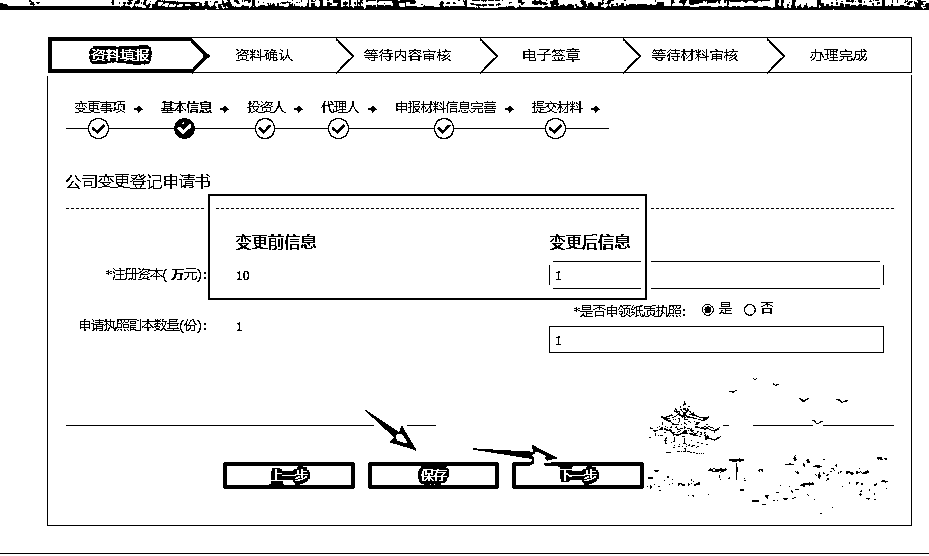 资料填报 资料确认 等待内容审核 电子签章 等待材料审核 办理完成
变更事项 基本信息 投资人 代理人 申报材料信息完善 提交材料
公司变更登记申请书
变更前信息 变更后信息
*注册资本(万元): 10 1
*是否申领纸质执照: 是 否
申请执照副本数量(份): 1
1
上一步 保存 下一步